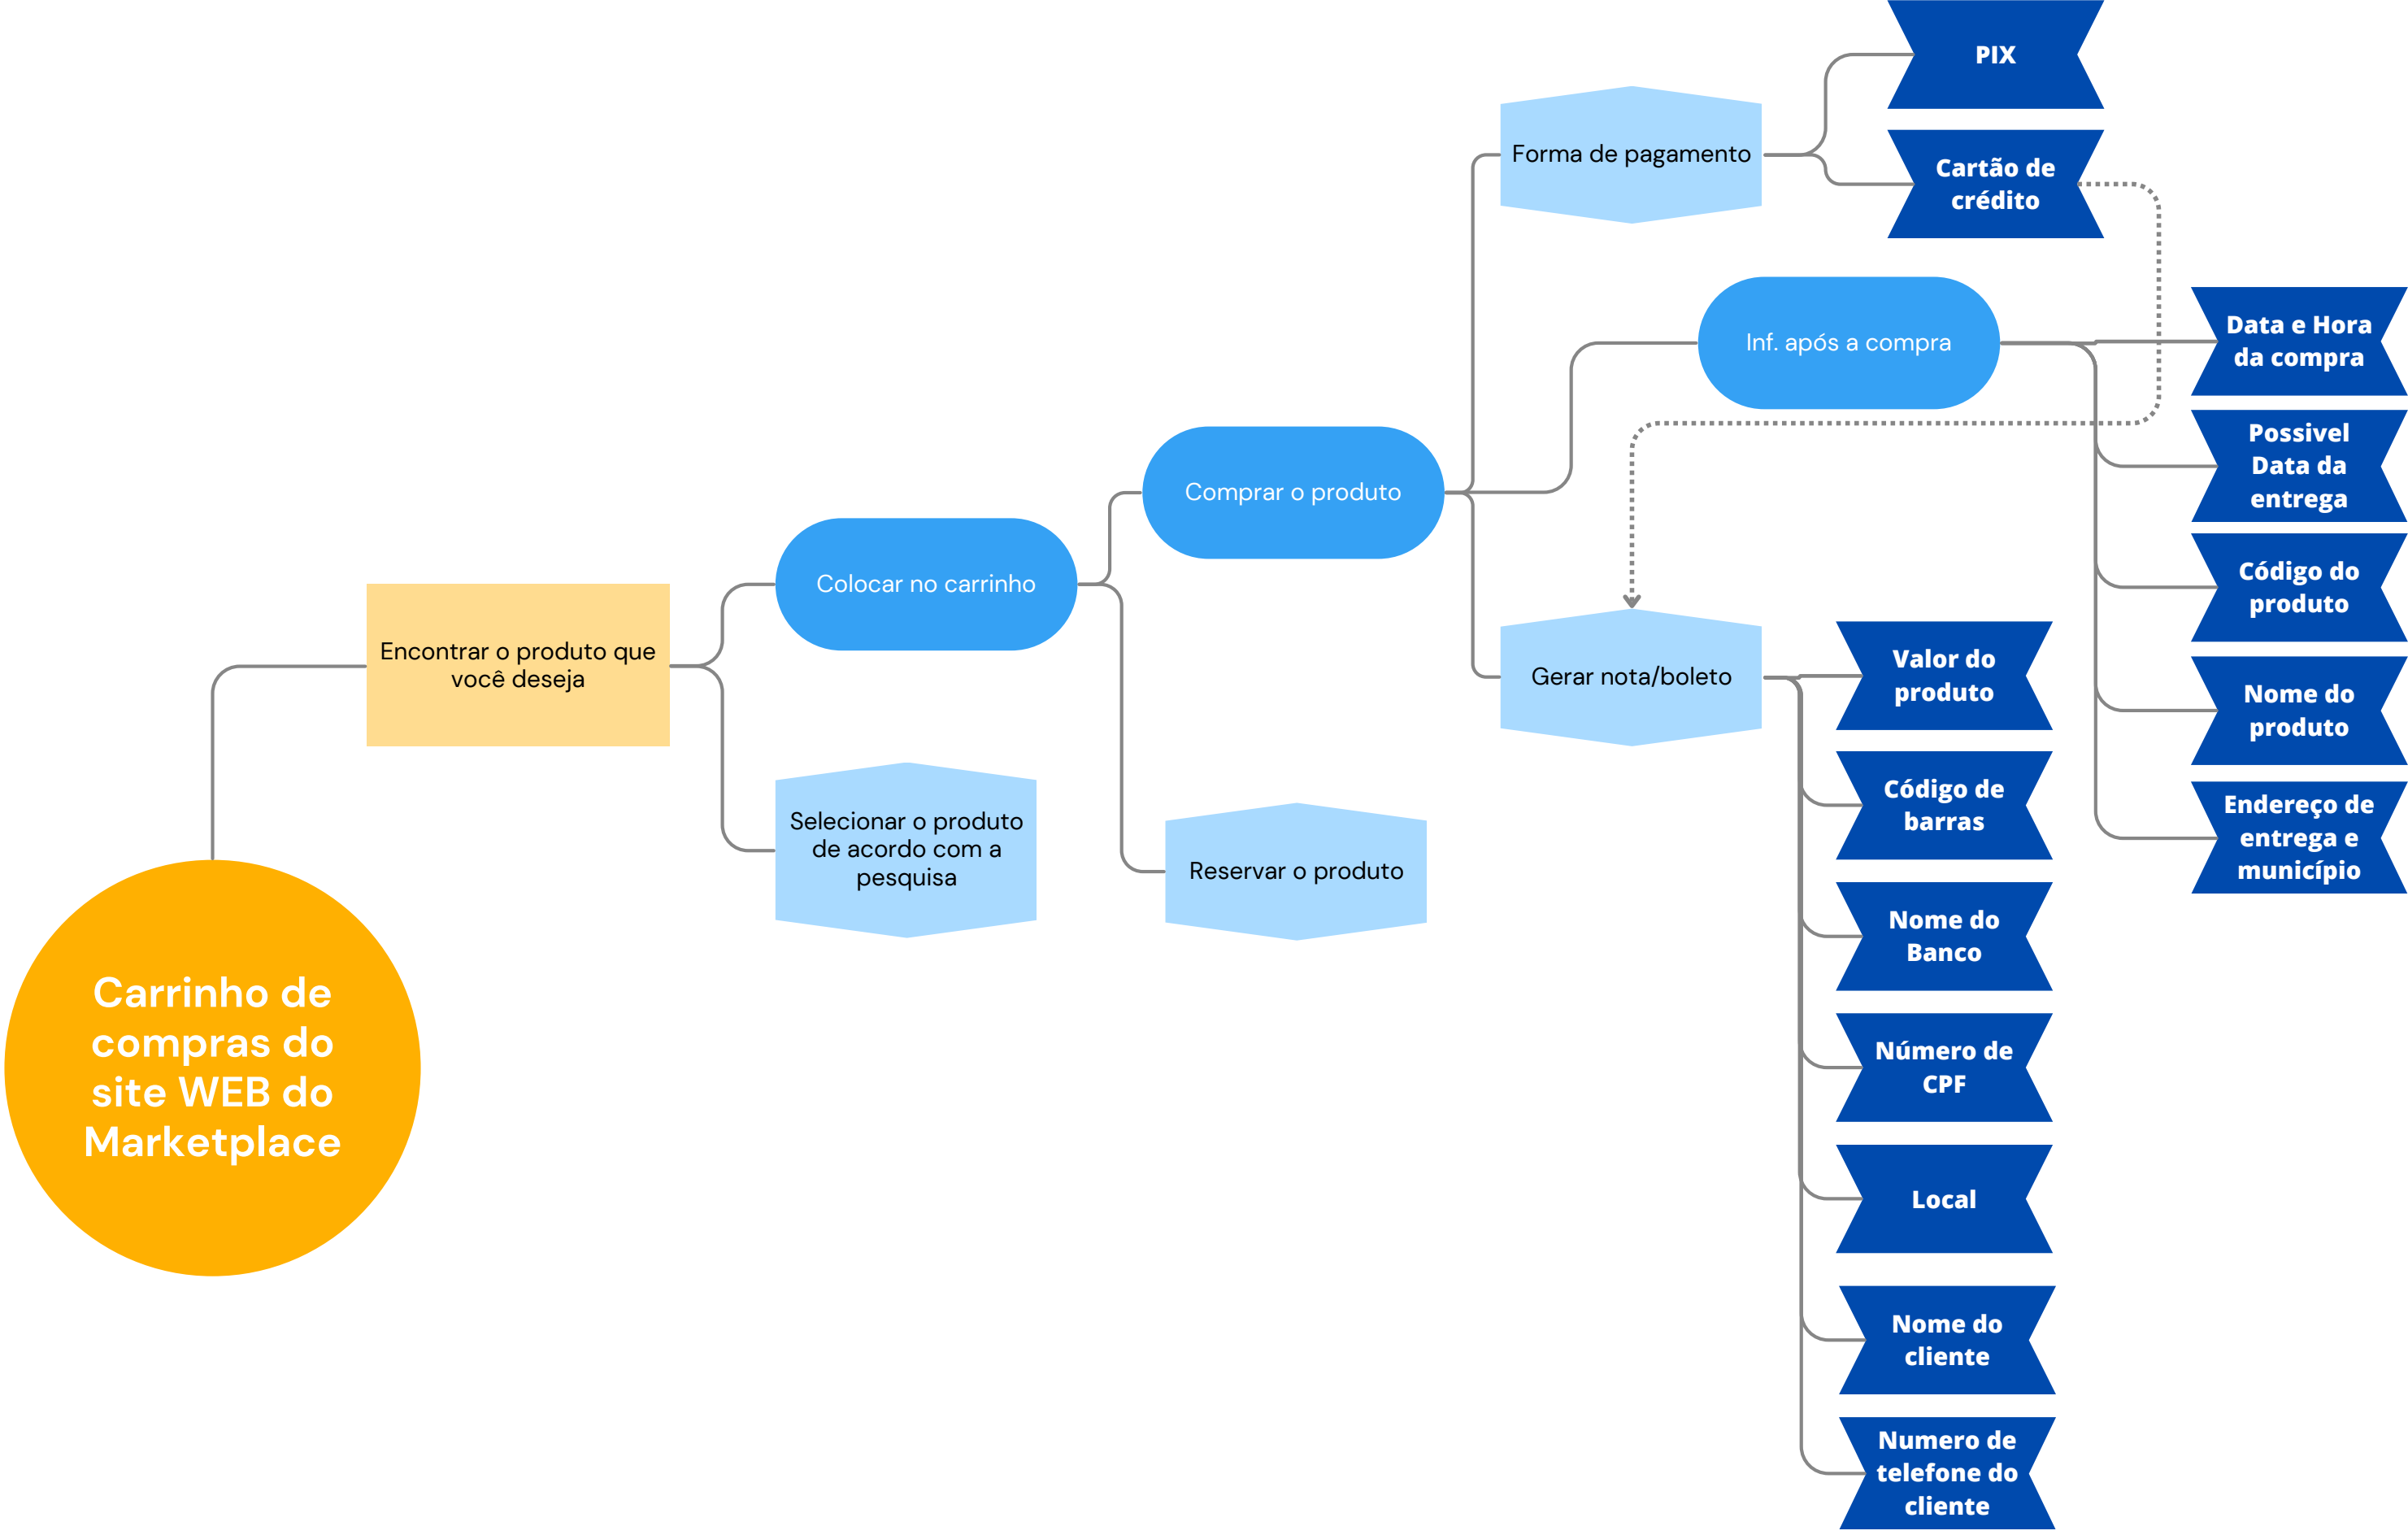 PIX
Forma de pagamento
Cartão de
crédito
Inf. após a compra
Data e Hora
da compra
Possivel
Data da
entrega
Comprar o produto
Código do
produto
Colocar no carrinho
Encontrar o produto que
você deseja
Gerar nota/boleto
Valor do
produto
Nome do
produto
Selecionar o produto
de acordo com a
pesquisa
Reservar o produto
Código de
barras
Endereço de
entrega e
município
Nome do
Banco
Carrinho de
compras do
site WEB do
Marketplace
Número de
CPF
Local
Nome do
cliente
Numero de
telefone do
cliente